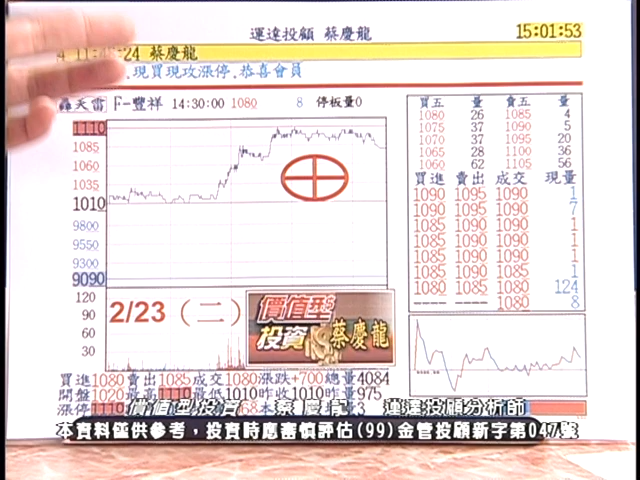 運達投顧 蔡慶龍 15:01:53
24 蔡慶龍
現買現攻漲停,恭喜會員
轟天雷 F-豐祥 14:30:00 1080 8 停板量0
1110
1085
1060
1035
1010
9800
9550
9300
9090
120
90
60
30
2/23 (二)
價值型
投資 蔡慶龍
買五 量 賣五 量
1080 26 1085 4
1075 37 1090 5
1070 37 1095 20
1065 28 1100 36
1060 62 1105 56
買進 賣出 成交 現量
1090 1095 1090 1
1090 1095 1090 7
1085 1090 1090 1
1085 1090 1090 1
1085 1090 1090 1
1085 1090 1085 1
1080 1085 1080 124
---- ---- 1080 8
買進1080 賣出1085 成交1080 漲跌+700 總量4084
開盤1020 最高1110 最低1010 昨收1010 昨量975
漲停1110
價值型投資 蔡慶龍 運達投顧分析師
本資料僅供參考，投資時應審慎評估(99)金管投顧新字第047號